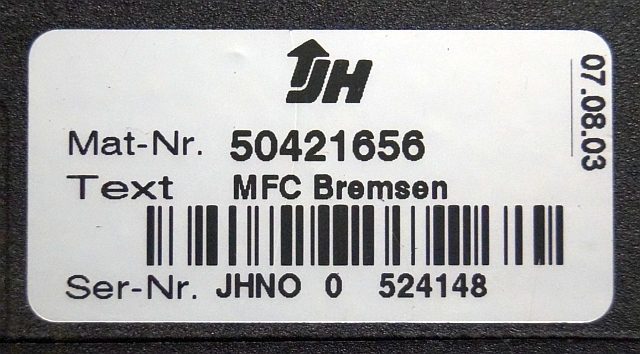 JH
Mat-Nr. 50421656
Text MFC Bremsen
Ser-Nr. JHNO 0 524148
07.08.03